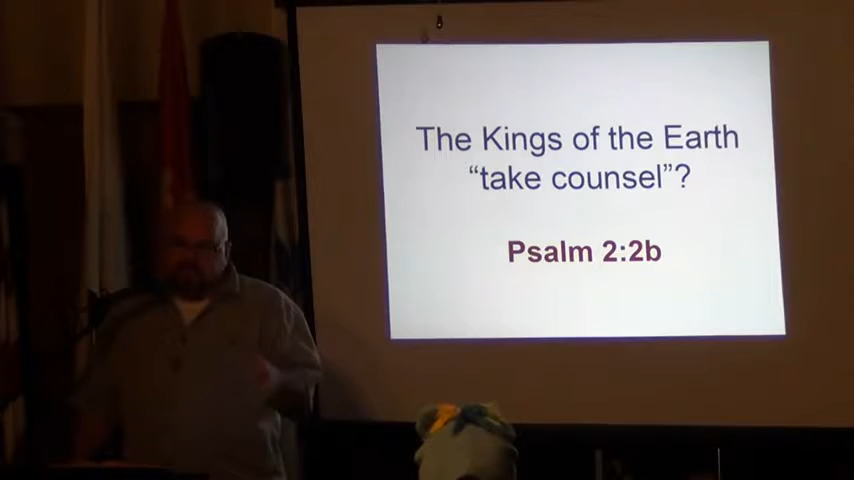 The Kings of the Earth
“take counsel”?
Psalm 2:2b